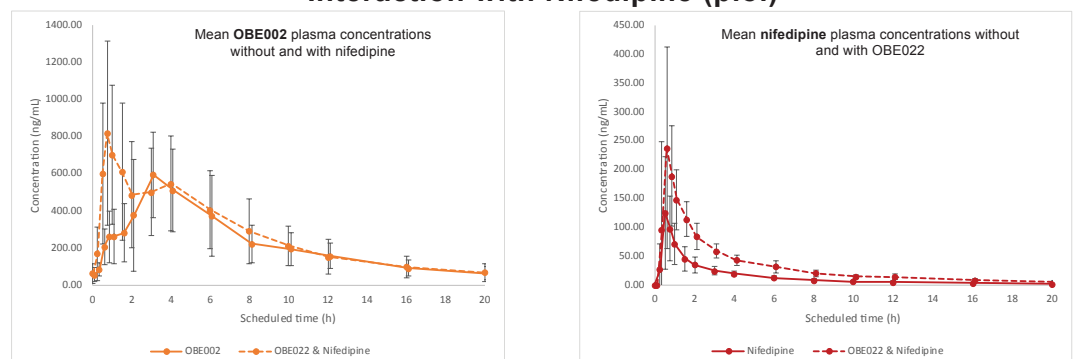 Interaction with Nifedipine (p.o.)
Mean OBE002 plasma concentrations
without and with nifedipine
1400.00
1200.00
1000.00
800.00
600.00
400.00
200.00
0.00
Concentration (ng/mL)
0 2 4 6 8 10 12 14 16 18 20
Scheduled time (h)
OBE002 OBE022 & Nifedipine
Mean nifedipine plasma concentrations without
and with OBE022
450.00
400.00
350.00
300.00
250.00
200.00
150.00
100.00
50.00
0.00
Concentration (ng/mL)
0 2 4 6 8 10 12 14 16 18 20
Scheduled time (h)
Nifedipine OBE022 & Nifedipine